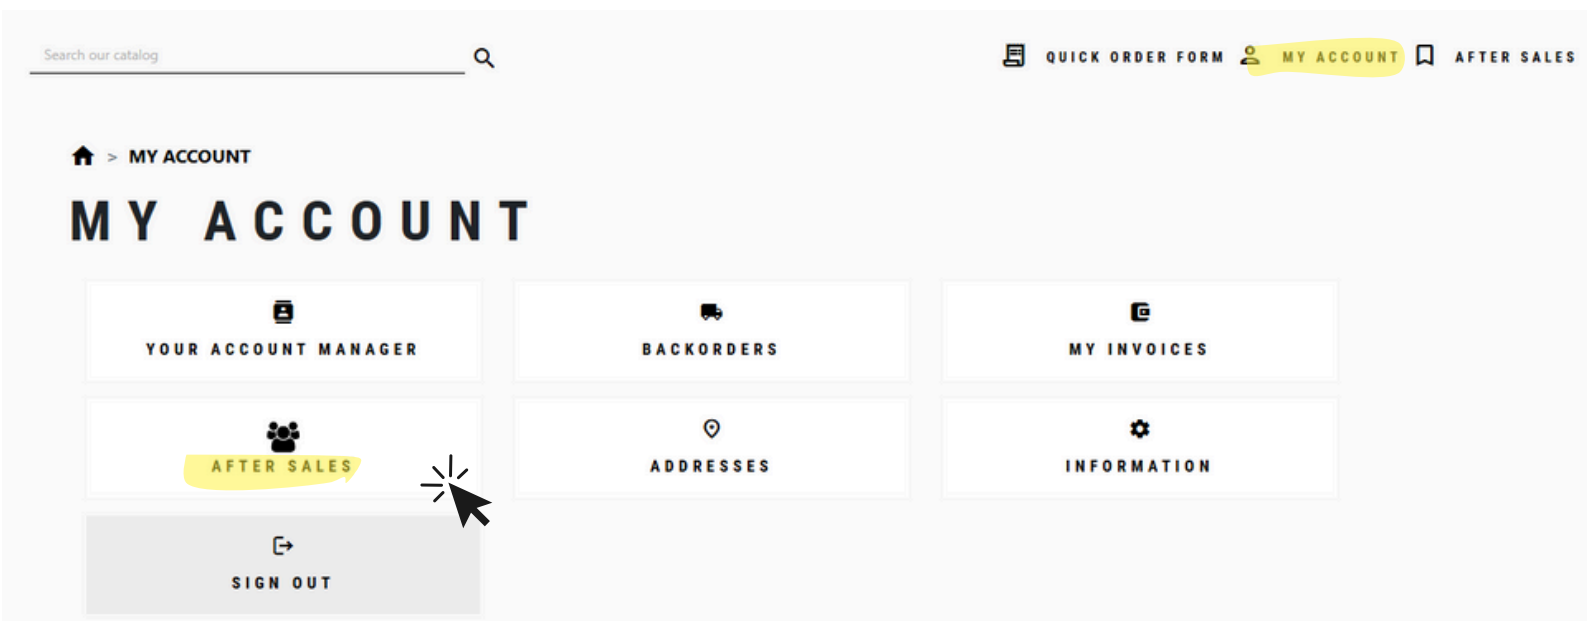 Search our catalog
QUICK ORDER FORM MY ACCOUNT AFTER SALES
> MY ACCOUNT
MY ACCOUNT
YOUR ACCOUNT MANAGER
BACKORDERS
MY INVOICES
AFTER SALES
ADDRESSES
INFORMATION
SIGN OUT